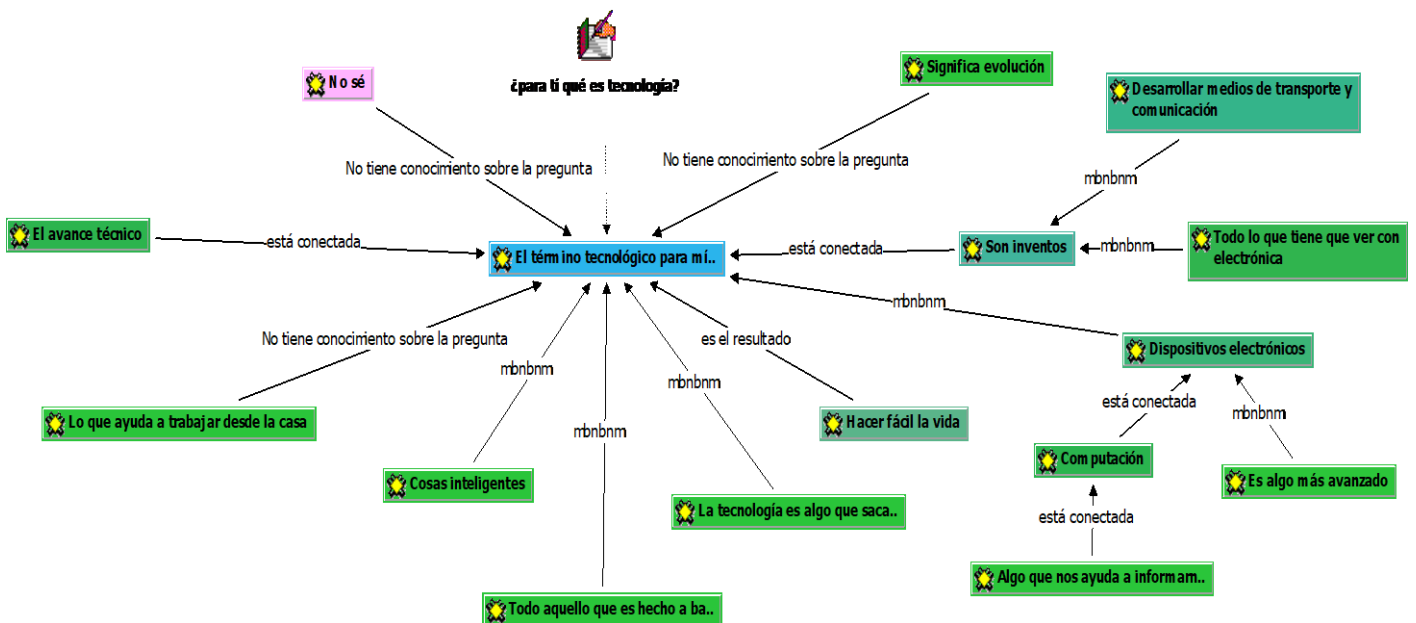 ¿para tí qué es tecnología?
No sé
Significa evolución
Desarrollar medios de transporte y
comunicación
No tiene conocimiento sobre la pregunta
No tiene conocimiento sobre la pregunta
mbnbnm
El avance técnico
está conectada
El término tecnológico para mí..
está conectada
Son inventos
mbnbnm
Todo lo que tiene que ver con
electrónica
mbnbnm
No tiene conocimiento sobre la pregunta
es el resultado
Dispositivos electrónicos
mbnbnm
mbnbnm
está conectada
mbnbnm
Lo que ayuda a trabajar desde la casa
mbnbnm
Hacer fácil la vida
Computación
Es algo más avanzado
Cosas inteligentes
La tecnología es algo que saca..
está conectada
Algo que nos ayuda a informarn..
Todo aquello que es hecho a ba..